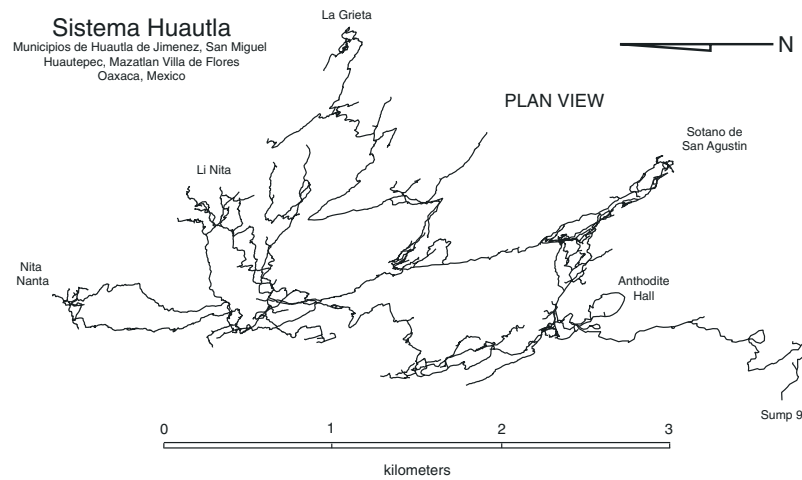 Sistema Huautla
Municipios de Huautla de Jimenez, San Miguel
Huautepec, Mazatlan Villa de Flores
Oaxaca, Mexico
La Grieta
N
PLAN VIEW
Sotano de
San Agustin
Li Nita
Nita
Nanta
Anthodite
Hall
Sump 9
0 1 2 3
kilometers